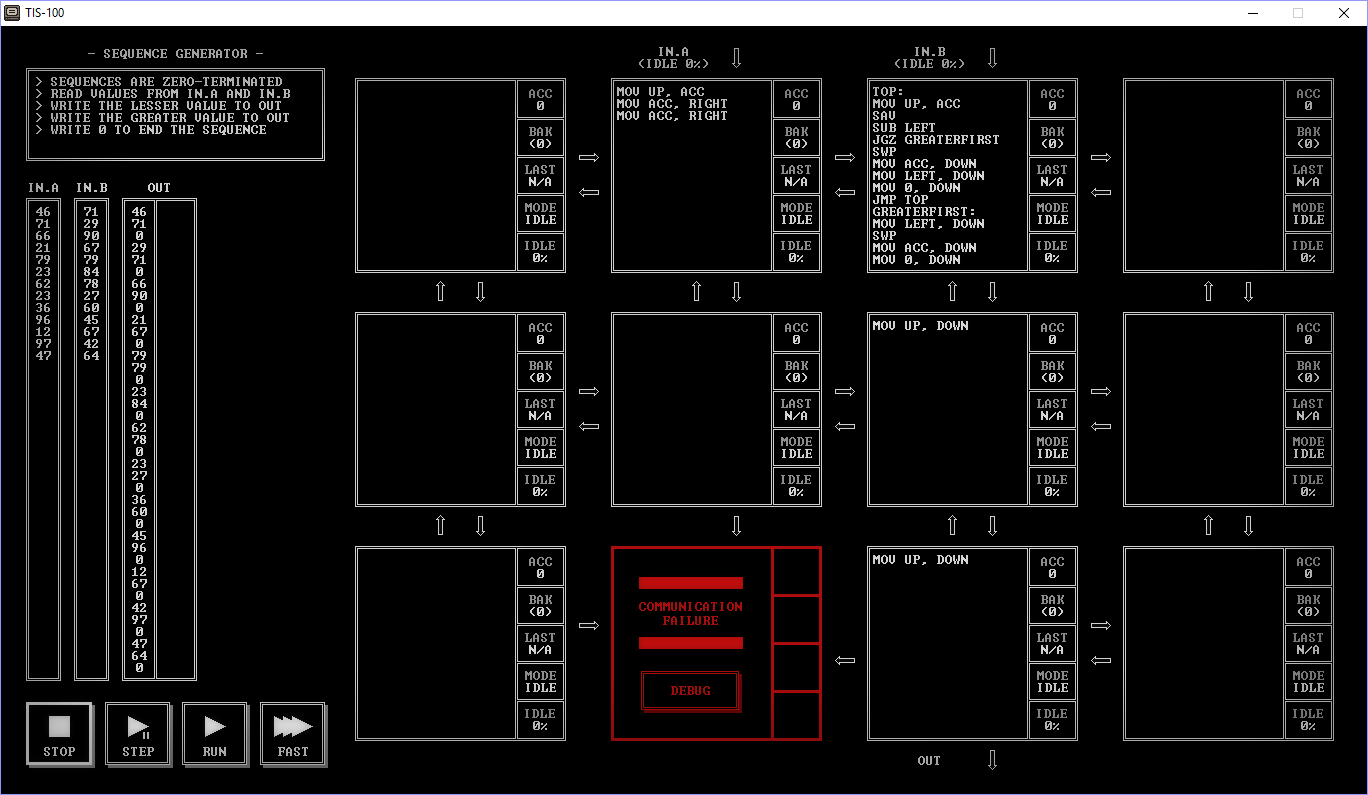 TIS-100
- SEQUENCE GENERATOR -
> SEQUENCES ARE ZERO-TERMINATED
> READ VALUES FROM IN.A AND IN.B
> WRITE THE LESSER VALUE TO OUT
> WRITE THE GREATER VALUE TO OUT
> WRITE 0 TO END THE SEQUENCE
IN.A IN.B OUT
46 71 46
71 29 71
66 90 0
21 67 29
79 79 71
23 84 0
62 78 66
23 27 90
36 60 0
96 45 21
12 67 67
97 42 0
47 64 79
79
0
23
84
0
62
78
0
23
27
0
36
60
0
45
96
0
12
67
0
42
97
0
47
64
0
STOP
STEP
RUN
FAST
IN.A
(IDLE 0%)
IN.B
(IDLE 0%)
ACC
0
BAK
(0)
LAST
N/A
MODE
IDLE
IDLE
0%
MOV UP, ACC
MOV ACC, RIGHT
MOV ACC, RIGHT
ACC
0
BAK
(0)
LAST
N/A
MODE
IDLE
IDLE
0%
TOP:
MOV UP, ACC
SAV
SUB LEFT
JGZ GREATERFIRST
SWP
MOV ACC, DOWN
MOV LEFT, DOWN
MOV 0, DOWN
JMP TOP
GREATERFIRST:
MOV LEFT, DOWN
SWP
MOV ACC, DOWN
MOV 0, DOWN
ACC
0
BAK
(0)
LAST
N/A
MODE
IDLE
IDLE
0%
ACC
0
BAK
(0)
LAST
N/A
MODE
IDLE
IDLE
0%
ACC
0
BAK
(0)
LAST
N/A
MODE
IDLE
IDLE
0%
ACC
0
BAK
(0)
LAST
N/A
MODE
IDLE
IDLE
0%
MOV UP, DOWN
ACC
0
BAK
(0)
LAST
N/A
MODE
IDLE
IDLE
0%
ACC
0
BAK
(0)
LAST
N/A
MODE
IDLE
IDLE
0%
ACC
0
BAK
(0)
LAST
N/A
MODE
IDLE
IDLE
0%
COMMUNICATION
FAILURE
DEBUG
MOV UP, DOWN
ACC
0
BAK
(0)
LAST
N/A
MODE
IDLE
IDLE
0%
ACC
0
BAK
(0)
LAST
N/A
MODE
IDLE
IDLE
0%
OUT